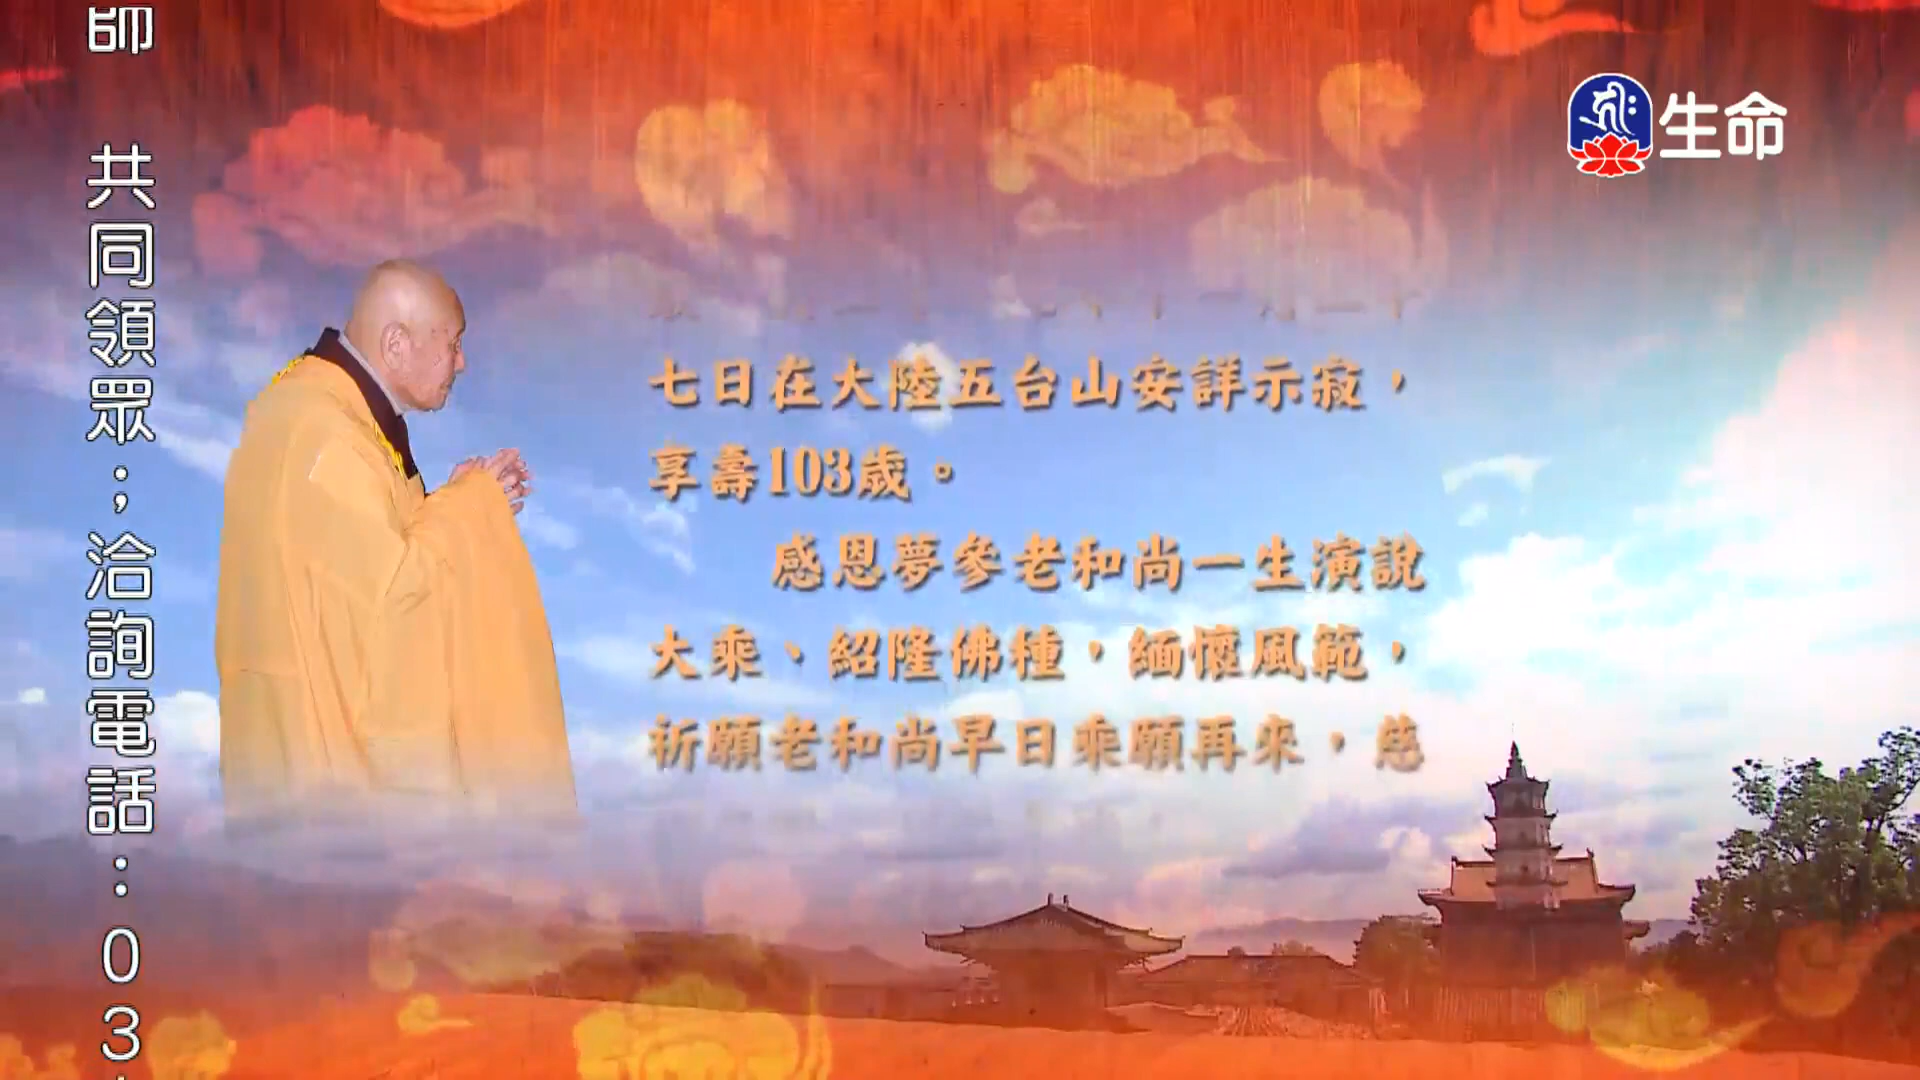 師 共同領眾；洽詢電話：03
生命
七日在大陸五台山安詳示寂，
享壽103歲。
感恩夢參老和尚一生演說
大乘、紹隆佛種，緬懷風範，
祈願老和尚早日乘願再來，慈